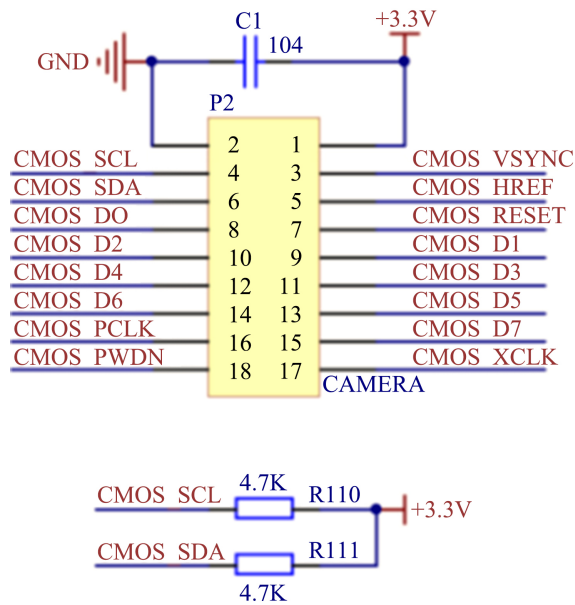 C1
+3.3V
104
GND
P2
2 1
CMOS SCL 4 3 CMOS VSYNC
CMOS SDA 6 5 CMOS HREF
CMOS DO 8 7 CMOS RESET
CMOS D2 10 9 CMOS D1
CMOS D4 12 11 CMOS D3
CMOS D6 14 13 CMOS D5
CMOS PCLK 16 15 CMOS D7
CMOS PWDN 18 17 CMOS XCLK
CAMERA
4.7K
CMOS SCL R110 +3.3V
CMOS SDA R111
4.7K